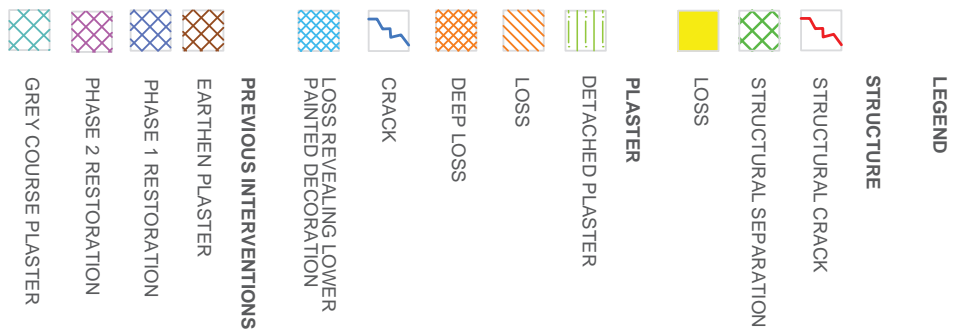 LEGEND
STRUCTURE
STRUCTURAL CRACK
STRUCTURAL SEPARATION
LOSS
PLASTER
DETACHED PLASTER
LOSS
DEEP LOSS
CRACK
LOSS REVEALING LOWER
PAINTED DECORATION
PREVIOUS INTERVENTIONS
EARTHEN PLASTER
PHASE 1 RESTORATION
PHASE 2 RESTORATION
GREY COURSE PLASTER